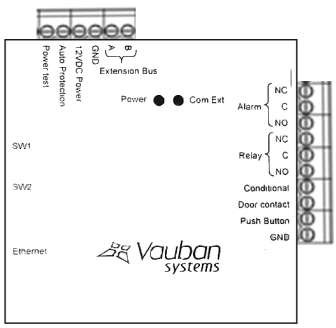 Power test
Auto Protection
12VDC Power
GND
A
B
Extension Bus
Power
Com Ext
Alarm
NC
C
NO
Relay
NC
C
NO
Conditional
Door contact
Push Button
GND
SW1
SW2
Ethernet
Vauban
systems